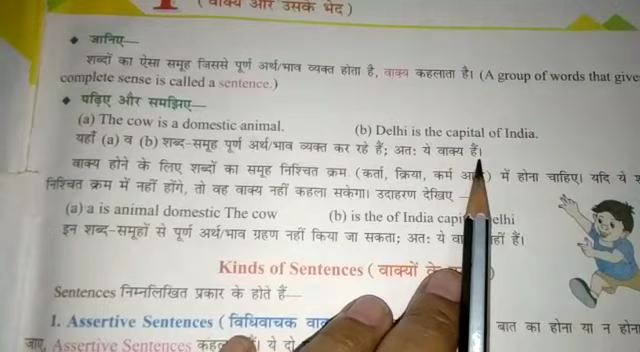 ( वाक्य और उसके भेद )
जानिए—
शब्दों का ऐसा समूह जिससे पूर्ण अर्थ/भाव व्यक्त होता है, वाक्य कहलाता है। (A group of words that give
complete sense is called a sentence.)
पढ़िए और समझिए—
(a) The cow is a domestic animal. (b) Delhi is the capital of India.
यहाँ (a) व (b) शब्द-समूह पूर्ण अर्थ/भाव व्यक्त कर रहे हैं; अतः ये वाक्य हैं।
वाक्य होने के लिए शब्दों का समूह निश्चित क्रम (कर्ता, क्रिया, कर्म ) में होना चाहिए। यदि ये
निश्चित क्रम में नहीं होंगे, तो वह वाक्य नहीं कहला सकेगा। उदाहरण देखिए
(a) a is animal domestic The cow (b) is the of India elhi
इन शब्द-समूहों से पूर्ण अर्थ/भाव ग्रहण नहीं किया जा सकता; अतः ये हैं।
Kinds of Sentences ( वाक्यों के )
Sentences निम्नलिखित प्रकार के होते हैं—
1. Assertive Sentences ( विधिवाचक बात का होना या न होना
जाए, Assertive Sentences ये दो